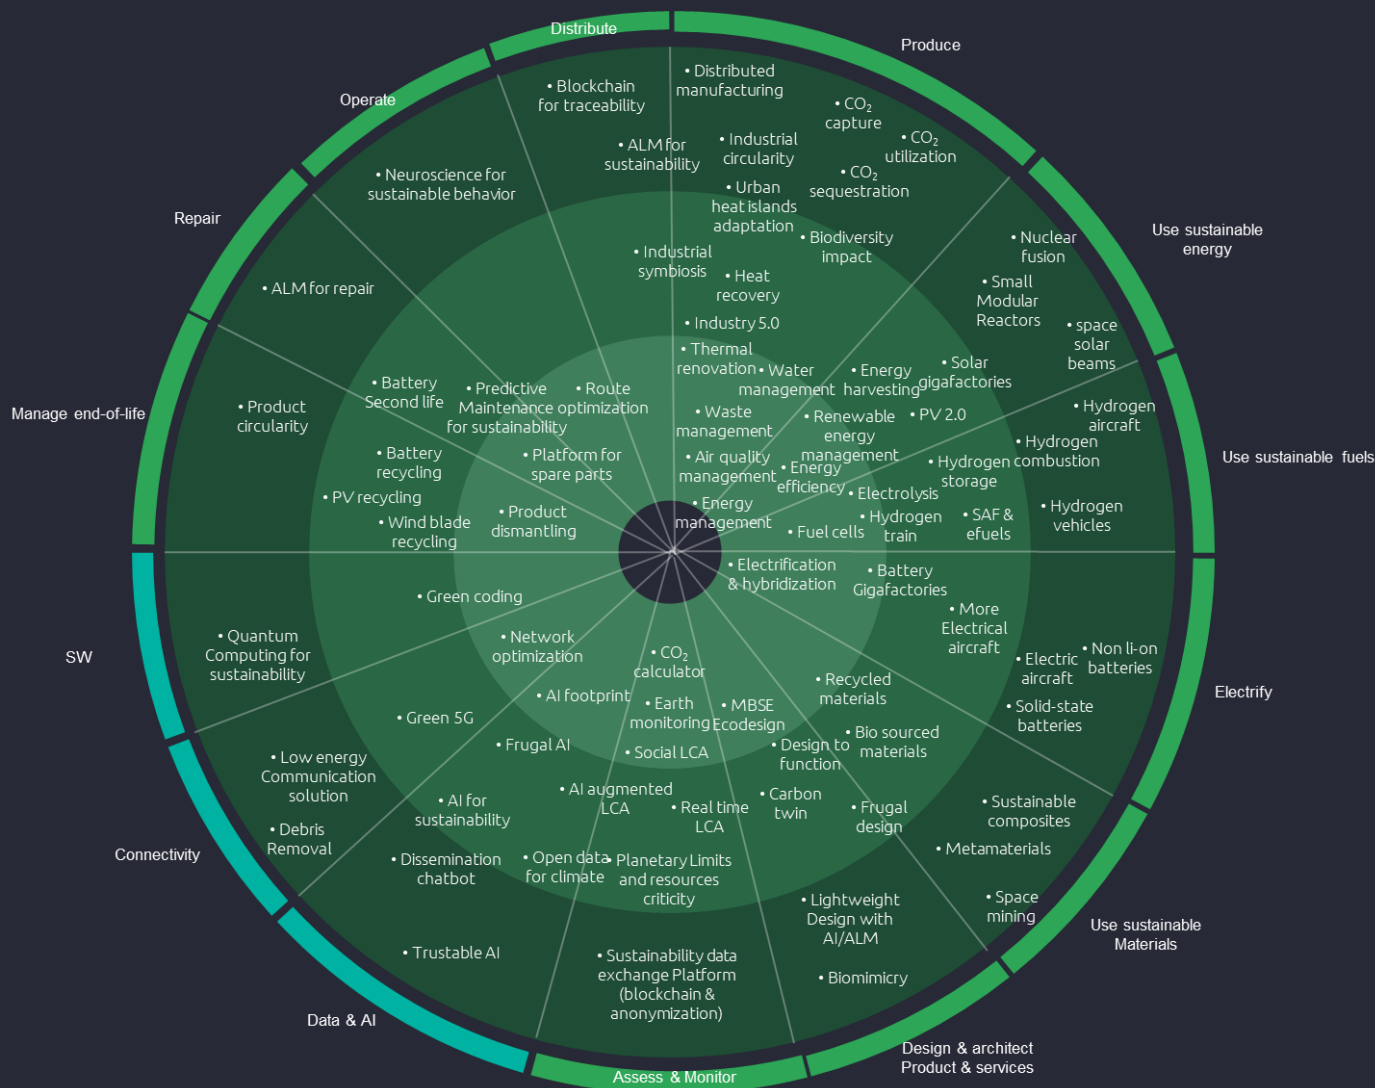 Distribute
Produce
Operate
Repair
Manage end-of-life
SW
Connectivity
Data & AI
Assess & Monitor
Design & architect
Product & services
Use sustainable
Materials
Electrify
Use sustainable fuels
Use sustainable
energy
• Blockchain
for traceability
• ALM for
sustainability
• Distributed
manufacturing
• CO₂
capture
• CO₂
utilization
• Industrial
circularity
• CO₂
sequestration
• Urban
heat islands
adaptation
• Biodiversity
impact
• Industrial
symbiosis
• Heat
recovery
• Industry 5.0
• Thermal
renovation
• Water
management
• Waste
management
• Air quality
management
• Energy
management
• Nuclear
fusion
• Small
Modular
Reactors
• space
solar
beams
• Solar
gigafactories
• Energy
harvesting
• PV 2.0
• Renewable
energy
management
• Energy
efficiency
• Hydrogen
aircraft
• Hydrogen
combustion
• Hydrogen
storage
• Electrolysis
• Hydrogen
vehicles
• SAF &
efuels
• Hydrogen
train
• Fuel cells
• Electrification
& hybridization
• Battery
Gigafactories
• More
Electrical
aircraft
• Non li-on
batteries
• Electric
aircraft
• Solid-state
batteries
• Recycled
materials
• Bio sourced
materials
• Sustainable
composites
• Metamaterials
• Space
mining
• MBSE
Ecodesign
• Design to
function
• Carbon
twin
• Frugal
design
• Lightweight
Design with
AI/ALM
• Biomimicry
• CO₂
calculator
• Earth
monitoring
• Social LCA
• AI augmented
LCA
• Real time
LCA
• Planetary Limits
and resources
criticity
• Sustainability data
exchange Platform
(blockchain &
anonymization)
• AI footprint
• Frugal AI
• AI for
sustainability
• Dissemination
chatbot
• Open data
for climate
• Trustable AI
• Network
optimization
• Green 5G
• Low energy
Communication
solution
• Debris
Removal
• Green coding
• Quantum
Computing for
sustainability
• Product
circularity
• Battery
recycling
• PV recycling
• Wind blade
recycling
• Product
dismantling
• ALM for repair
• Battery
Second life
• Platform for
spare parts
• Neuroscience for
sustainable behavior
• Predictive
Maintenance
for sustainability
• Route
optimization